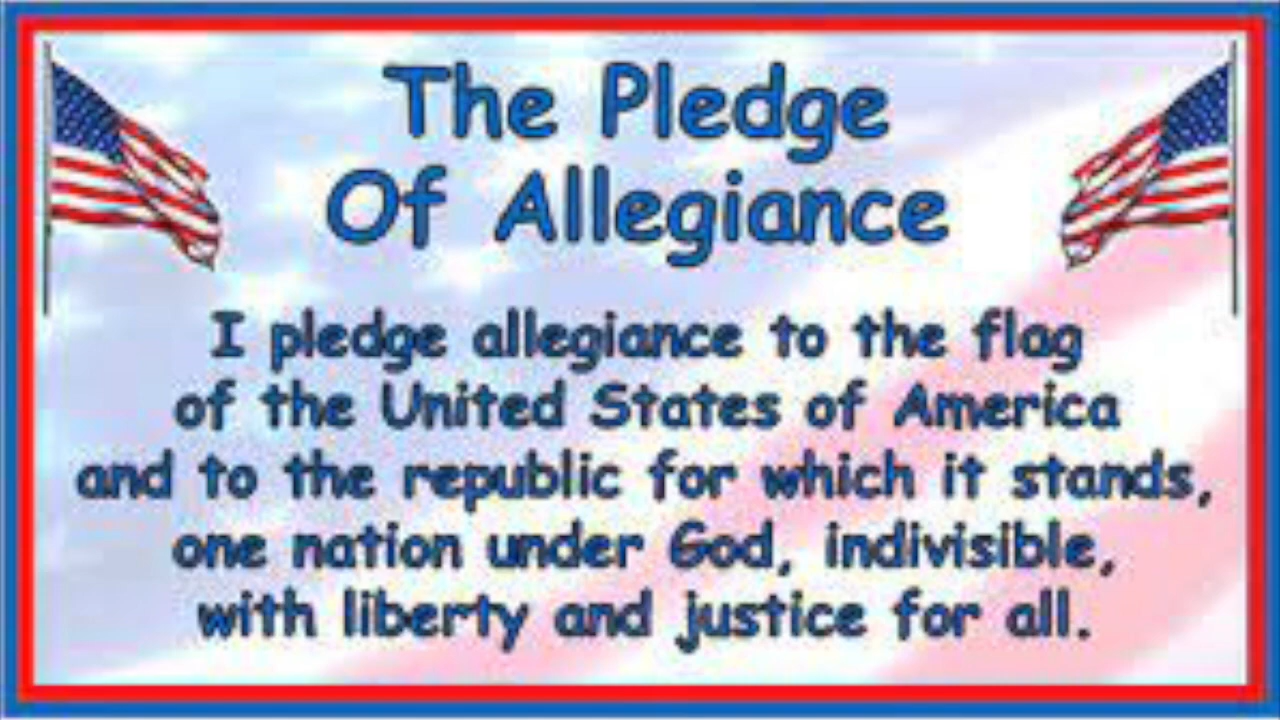 The Pledge
Of Allegiance
I pledge allegiance to the flag
of the United States of America
and to the republic for which it stands,
one nation under God, indivisible,
with liberty and justice for all.